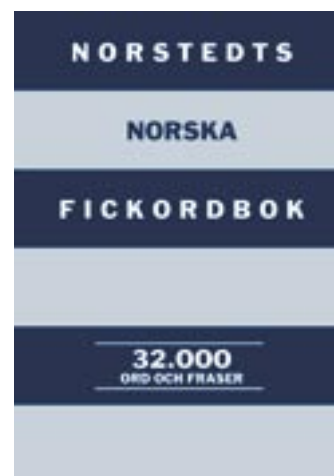 NORSTEDTS
NORSKA
FICKORDBOK
32.000
ORD OCH FRASER